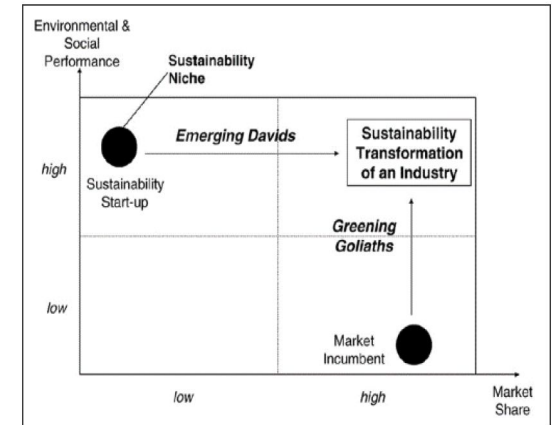 Environmental &
Social
Performance
Sustainability
Niche
Emerging Davids
Sustainability
Transformation
of an Industry
high
Sustainability
Start-up
Greening
Goliaths
low
Market
Incumbent
low
high
Market
Share